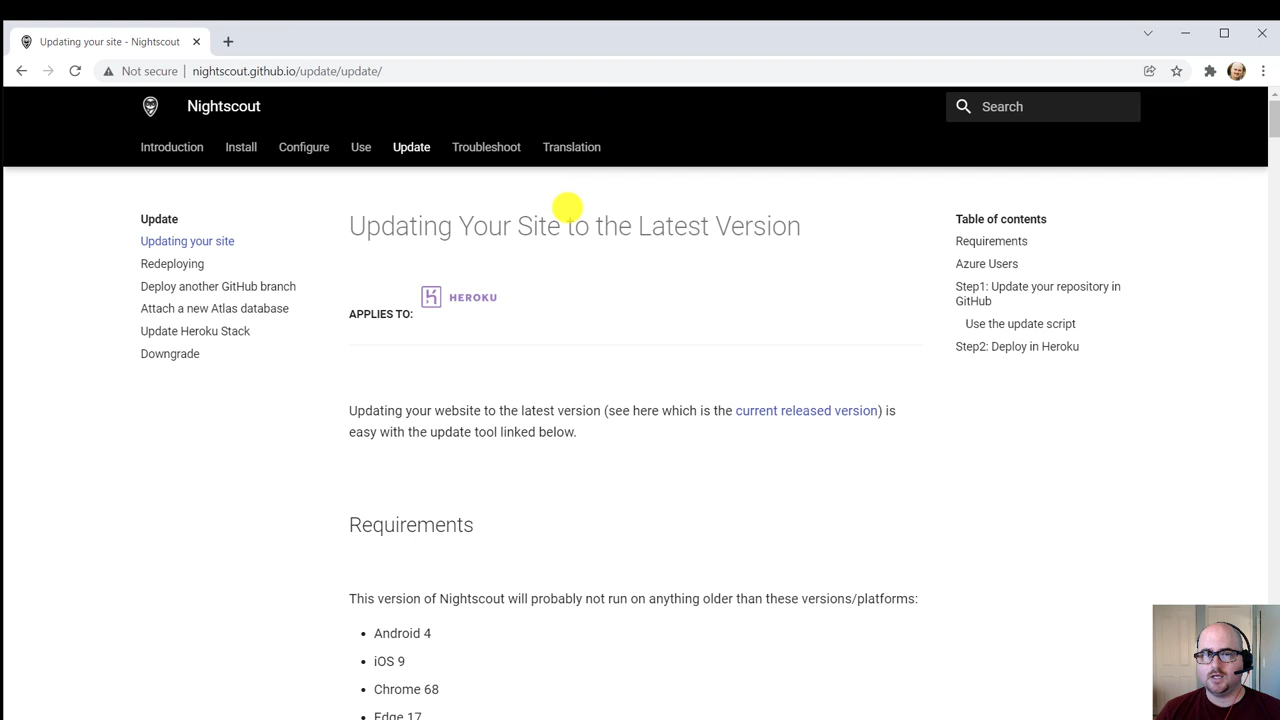 Updating your site - Nightscout
Not secure nightscout.github.io/update/update/
Nightscout
Search
Introduction Install Configure Use Update Troubleshoot Translation
Update
Updating your site
Redeploying
Deploy another GitHub branch
Attach a new Atlas database
Update Heroku Stack
Downgrade
Updating Your Site to the Latest Version
APPLIES TO: HEROKU
Updating your website to the latest version (see here which is the current released version) is
easy with the update tool linked below.
Requirements
This version of Nightscout will probably not run on anything older than these versions/platforms:
• Android 4
• iOS 9
• Chrome 68
• Edge 17
Table of contents
Requirements
Azure Users
Step1: Update your repository in
GitHub
Use the update script
Step2: Deploy in Heroku